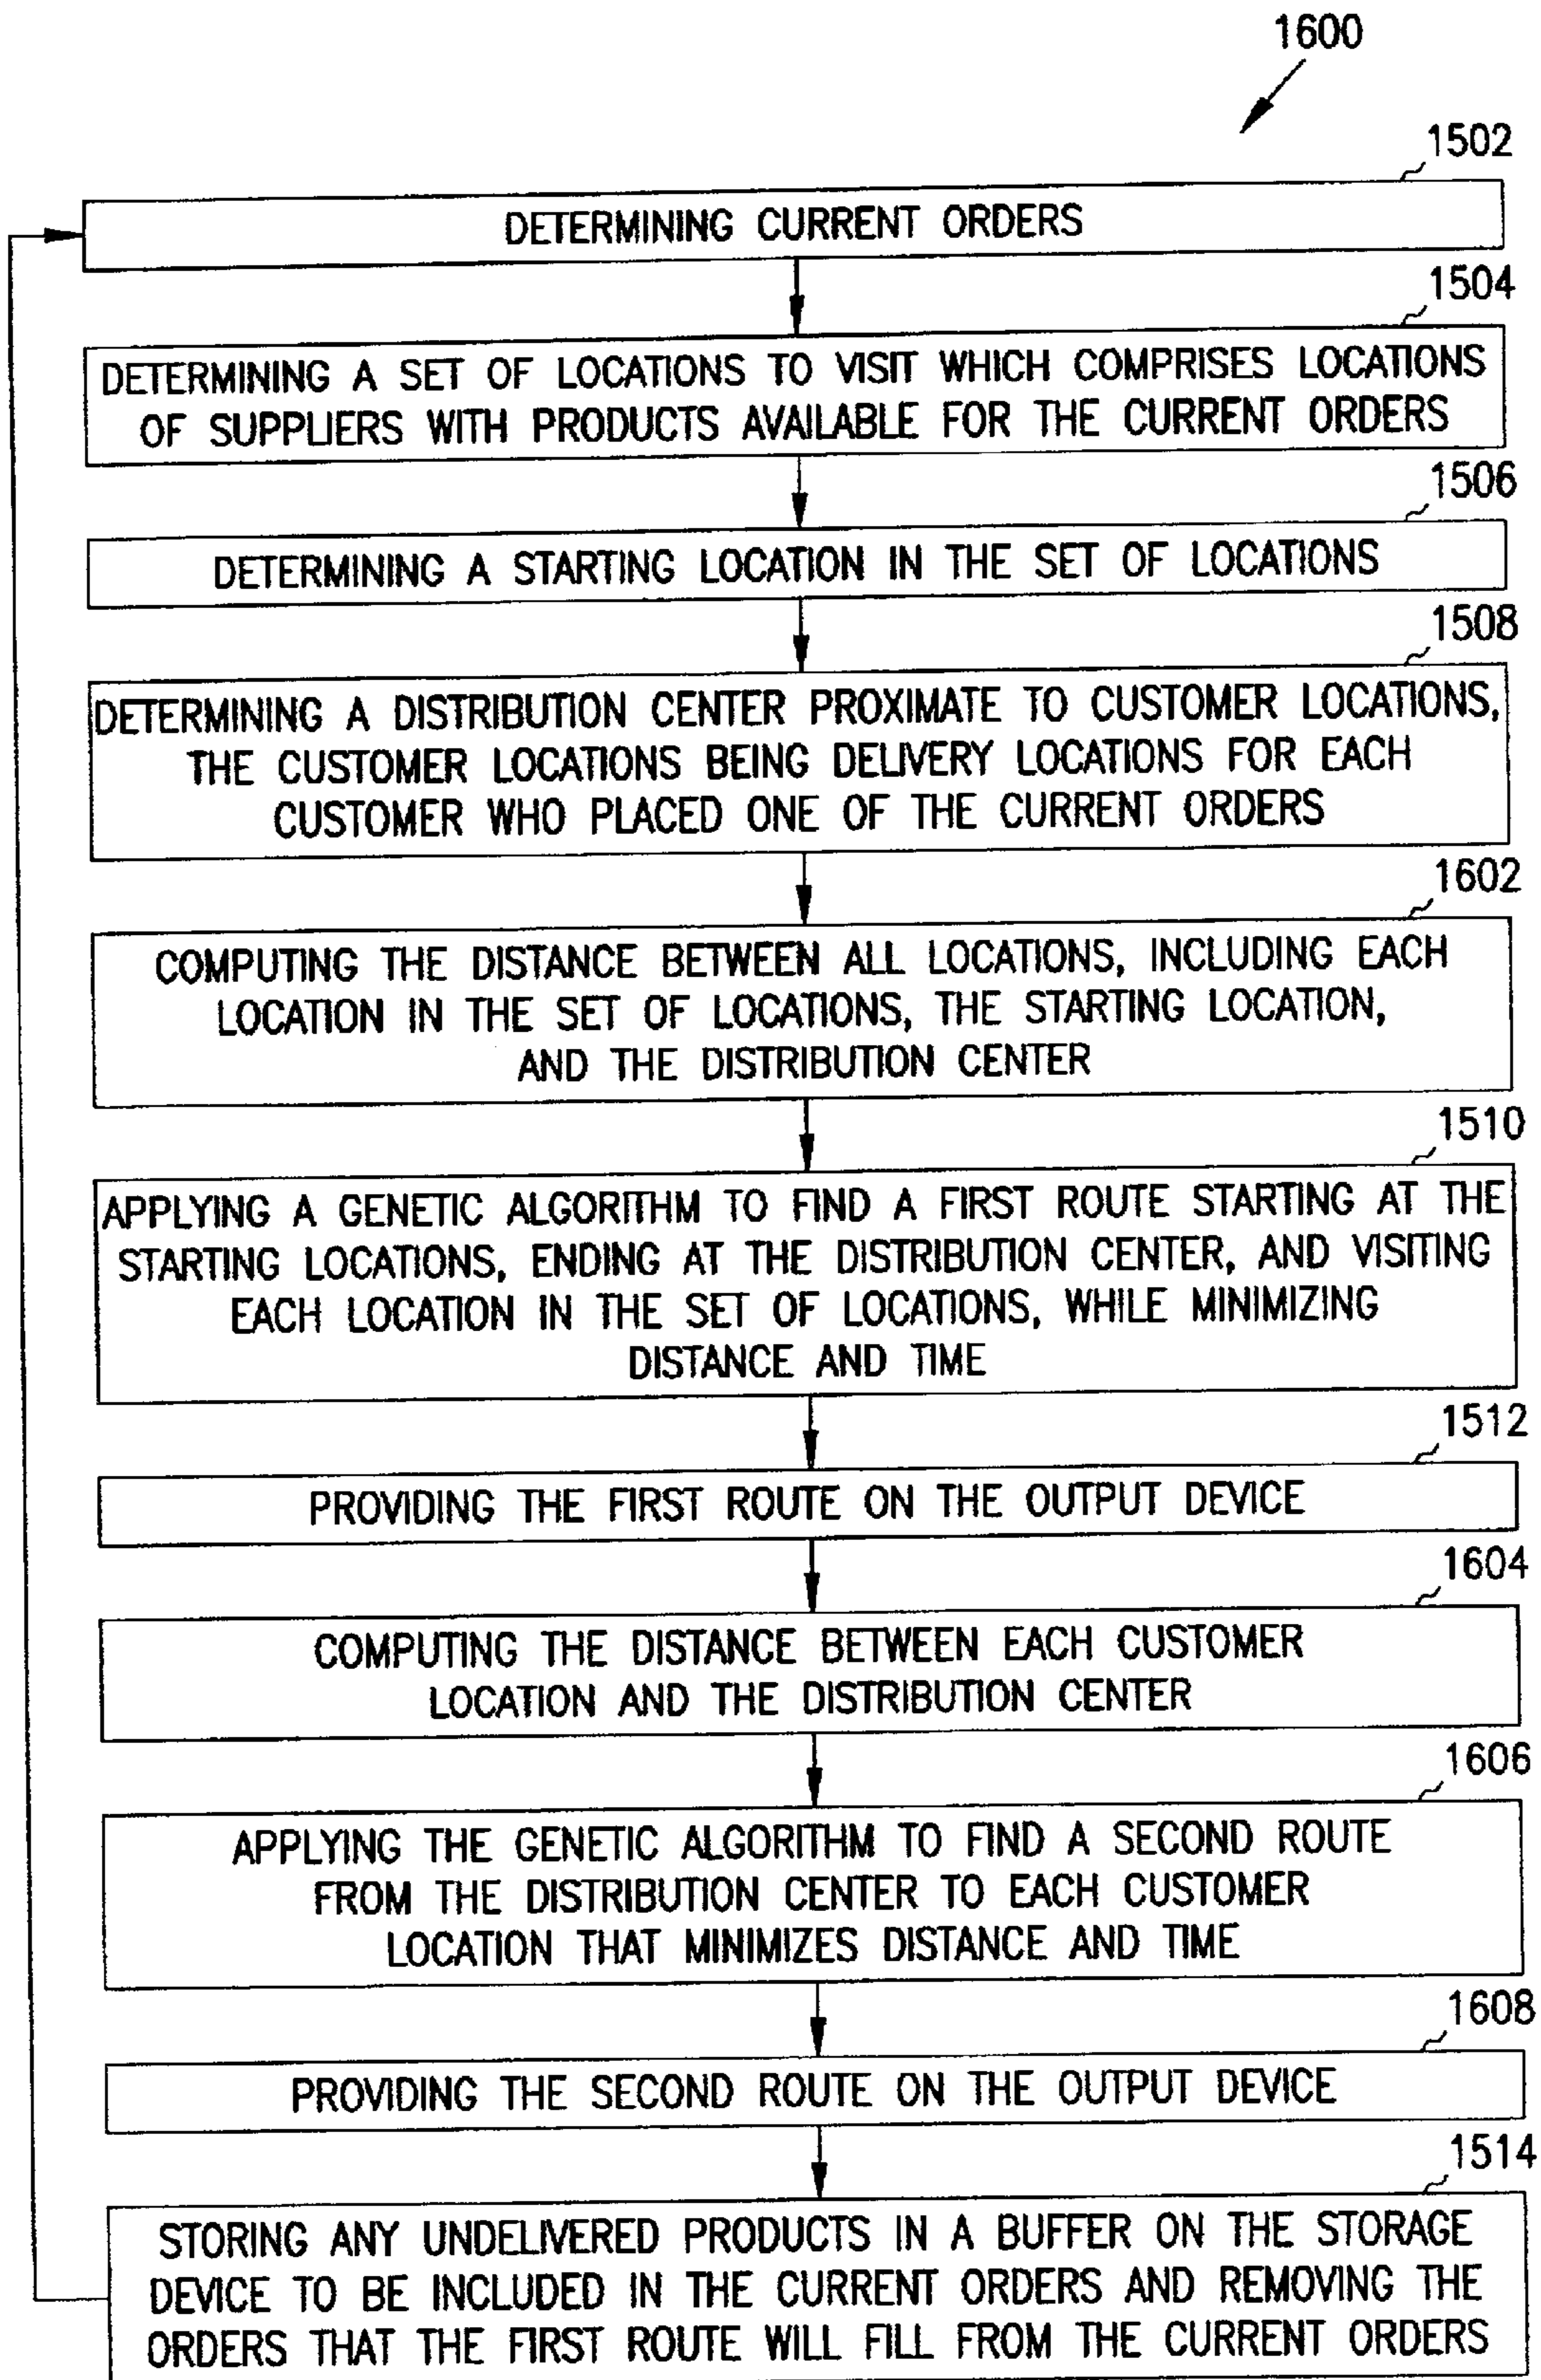 1600
1502
DETERMINING CURRENT ORDERS
1504
DETERMINING A SET OF LOCATIONS TO VISIT WHICH COMPRISES LOCATIONS
OF SUPPLIERS WITH PRODUCTS AVAILABLE FOR THE CURRENT ORDERS
1506
DETERMINING A STARTING LOCATION IN THE SET OF LOCATIONS
1508
DETERMINING A DISTRIBUTION CENTER PROXIMATE TO CUSTOMER LOCATIONS,
THE CUSTOMER LOCATIONS BEING DELIVERY LOCATIONS FOR EACH
CUSTOMER WHO PLACED ONE OF THE CURRENT ORDERS
1602
COMPUTING THE DISTANCE BETWEEN ALL LOCATIONS, INCLUDING EACH
LOCATION IN THE SET OF LOCATIONS, THE STARTING LOCATION,
AND THE DISTRIBUTION CENTER
1510
APPLYING A GENETIC ALGORITHM TO FIND A FIRST ROUTE STARTING AT THE
STARTING LOCATIONS, ENDING AT THE DISTRIBUTION CENTER, AND VISITING
EACH LOCATION IN THE SET OF LOCATIONS, WHILE MINIMIZING
DISTANCE AND TIME
1512
PROVIDING THE FIRST ROUTE ON THE OUTPUT DEVICE
1604
COMPUTING THE DISTANCE BETWEEN EACH CUSTOMER
LOCATION AND THE DISTRIBUTION CENTER
1606
APPLYING THE GENETIC ALGORITHM TO FIND A SECOND ROUTE
FROM THE DISTRIBUTION CENTER TO EACH CUSTOMER
LOCATION THAT MINIMIZES DISTANCE AND TIME
1608
PROVIDING THE SECOND ROUTE ON THE OUTPUT DEVICE
1514
STORING ANY UNDELIVERED PRODUCTS IN A BUFFER ON THE STORAGE
DEVICE TO BE INCLUDED IN THE CURRENT ORDERS AND REMOVING THE
ORDERS THAT THE FIRST ROUTE WILL FILL FROM THE CURRENT ORDERS